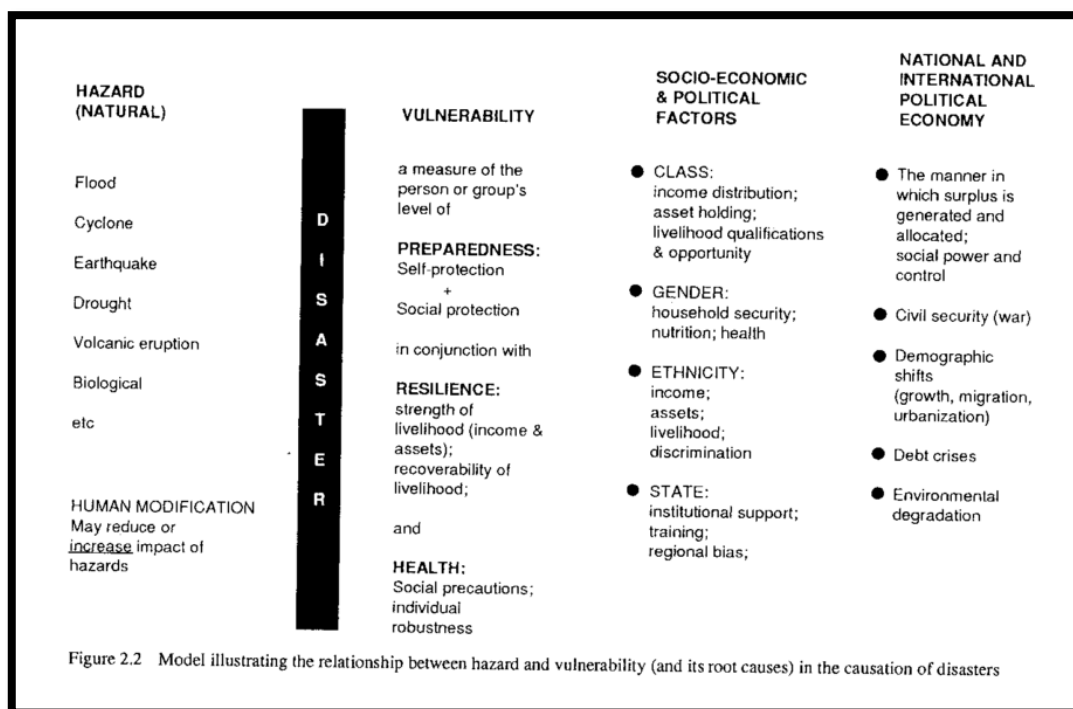 HAZARD
(NATURAL)
Flood
Cyclone
Earthquake
Drought
Volcanic eruption
Biological
etc
HUMAN MODIFICATION
May reduce or
increase impact of
hazards
D
I
S
A
S
T
E
R
VULNERABILITY
a measure of the
person or group's
level of
PREPAREDNESS:
Self-protection
+
Social protection
in conjunction with
RESILIENCE:
strength of
livelihood (income &
assets);
recoverability of
livelihood;
and
HEALTH:
Social precautions;
individual
robustness
SOCIO-ECONOMIC
& POLITICAL
FACTORS
● CLASS:
income distribution;
asset holding;
livelihood qualifications
& opportunity
● GENDER:
household security;
nutrition; health
● ETHNICITY:
income;
assets;
livelihood;
discrimination
● STATE:
institutional support;
training;
regional bias;
NATIONAL AND
INTERNATIONAL
POLITICAL
ECONOMY
● The manner in
which surplus is
generated and
allocated;
social power and
control
● Civil security (war)
● Demographic
shifts
(growth, migration,
urbanization)
● Debt crises
● Environmental
degradation
Figure 2.2 Model illustrating the relationship between hazard and vulnerability (and its root causes) in the causation of disasters